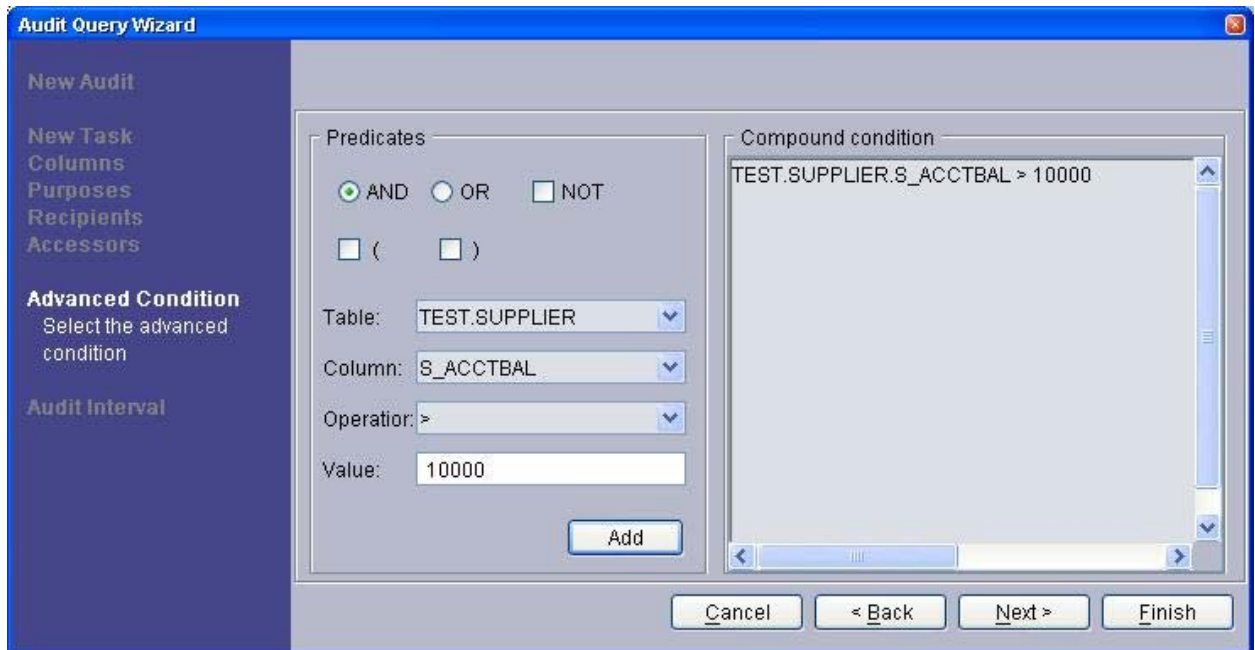 Audit Query Wizard
New Audit
New Task
Columns
Purposes
Recipients
Accessors
Advanced Condition
Select the advanced
condition
Audit Interval
Predicates
AND OR NOT
( )
Table: TEST.SUPPLIER
Column: S_ACCTBAL
Operation: >
Value: 10000
Add
Compound condition
TEST.SUPPLIER.S_ACCTBAL > 10000
Cancel < Back Next > Finish